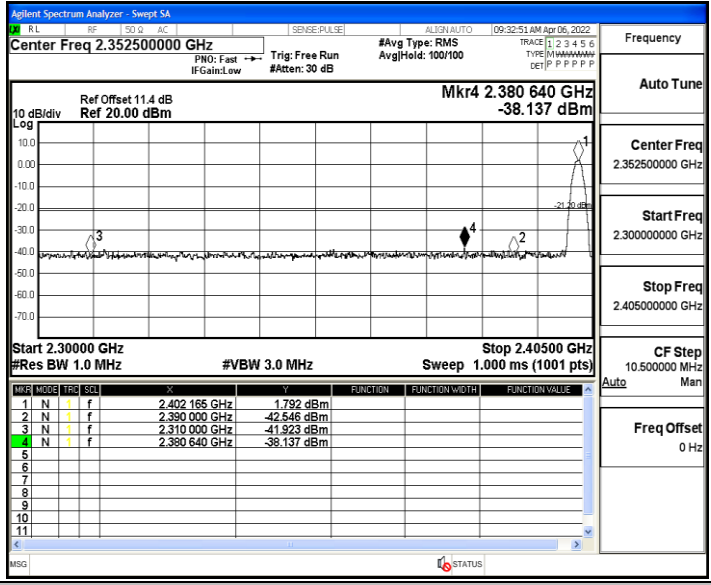 Agilent Spectrum Analyzer - Swept SA
RL RF 50 Ω AC SENSE:PULSE ALIGN AUTO 09:32:51 AM Apr 06, 2022
Center Freq 2.352500000 GHz
PNO: Fast
IFGain:Low
Trig: Free Run
#Atten: 30 dB
#Avg Type: RMS
Avg|Hold: 100/100
TRACE 1 2 3 4 5 6
TYPE M W W W W W
DET P P P P P P
Frequency
Ref Offset 11.4 dB
10 dB/div Ref 20.00 dBm
Log
Mkr4 2.380 640 GHz
-38.137 dBm
10.0
0.00
-10.0
-20.0
-30.0
-40.0
-50.0
-60.0
-70.0
1
-21.20 dBm
3
4
2
Start 2.30000 GHz Stop 2.40500 GHz
#Res BW 1.0 MHz #VBW 3.0 MHz Sweep 1.000 ms (1001 pts)
MKR MODE TRC SCL X Y FUNCTION FUNCTION WIDTH FUNCTION VALUE
1 N 1 f 2.402 165 GHz 1.792 dBm
2 N 1 f 2.390 000 GHz -42.546 dBm
3 N 1 f 2.310 000 GHz -41.923 dBm
4 N 1 f 2.380 640 GHz -38.137 dBm
5
6
7
8
9
10
11
MSG STATUS
Auto Tune
Center Freq
2.352500000 GHz
Start Freq
2.300000000 GHz
Stop Freq
2.405000000 GHz
CF Step
10.500000 MHz
Auto Man
Freq Offset
0 Hz